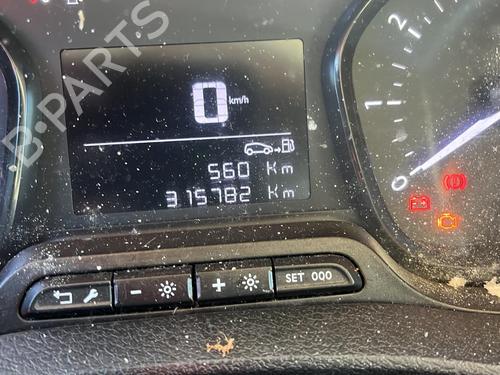 B-PARTS
0 km/h
560 Km
315782 Km
2
1
0
- +
SET 000